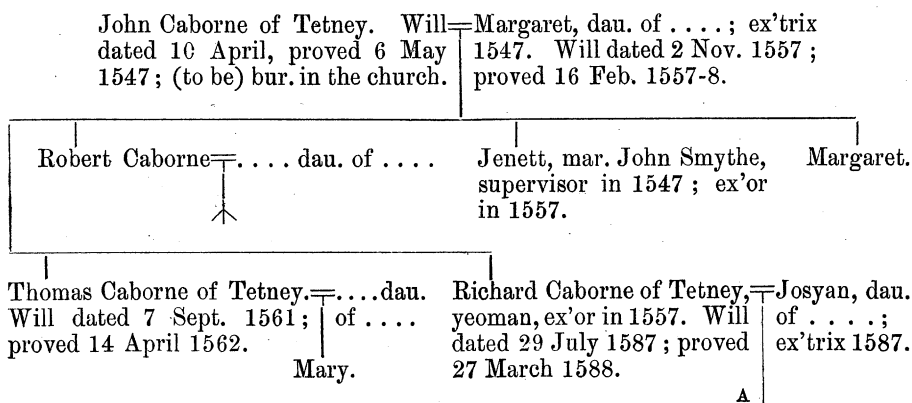 John Caborne of Tetney. Will
dated 10 April, proved 6 May
1547; (to be) bur. in the church.
Margaret, dau. of . . . . ; ex'trix
1547. Will dated 2 Nov. 1557;
proved 16 Feb. 1557-8.
Robert Caborne
. . . . dau. of . . . .
Jenett, mar. John Smythe,
supervisor in 1547; ex'or
in 1557.
Margaret.
Thomas Caborne of Tetney.
Will dated 7 Sept. 1561;
proved 14 April 1562.
. . . . dau.
of . . . .
Mary.
Richard Caborne of Tetney,
yeoman, ex'or in 1557. Will
dated 29 July 1587; proved
27 March 1588.
Josyan, dau.
of . . . . ;
ex'trix 1587.
A